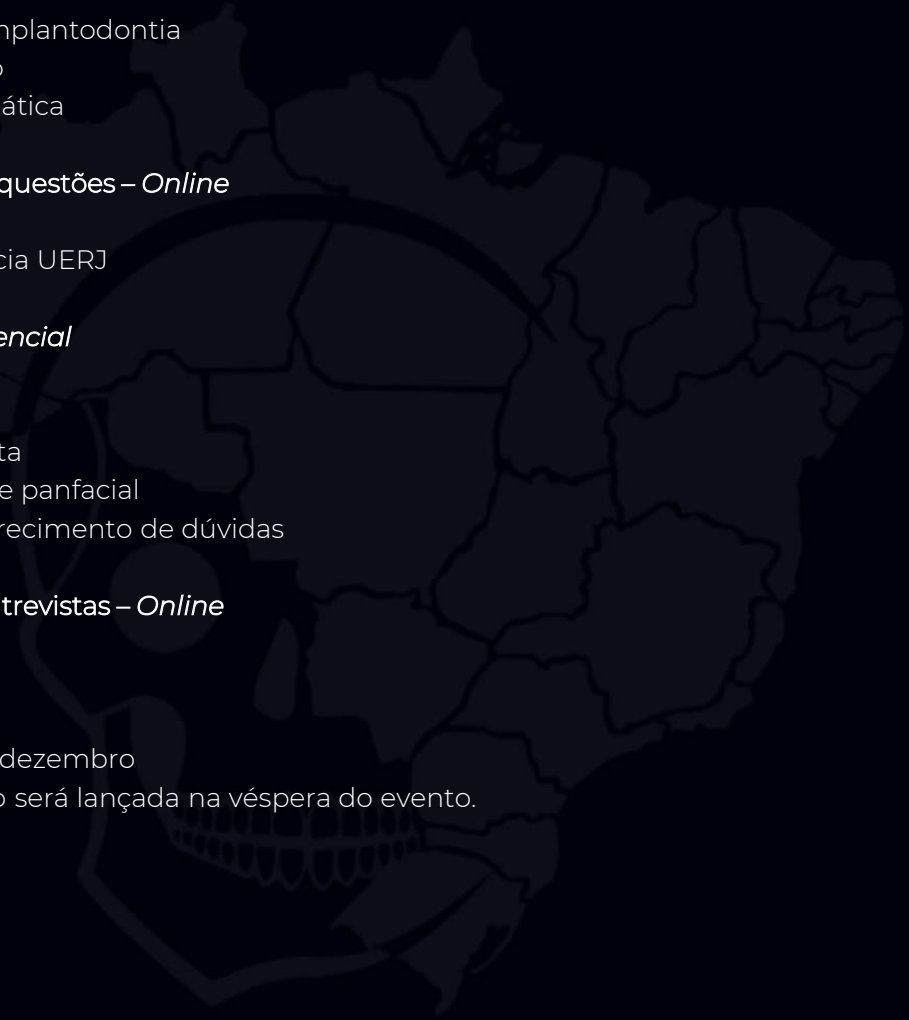 nplantodontia
o
ática
questões – Online
cia UERJ
encial
ta
e panfacial
recimento de dúvidas
trevistas – Online
dezembro
o será lançada na véspera do evento.